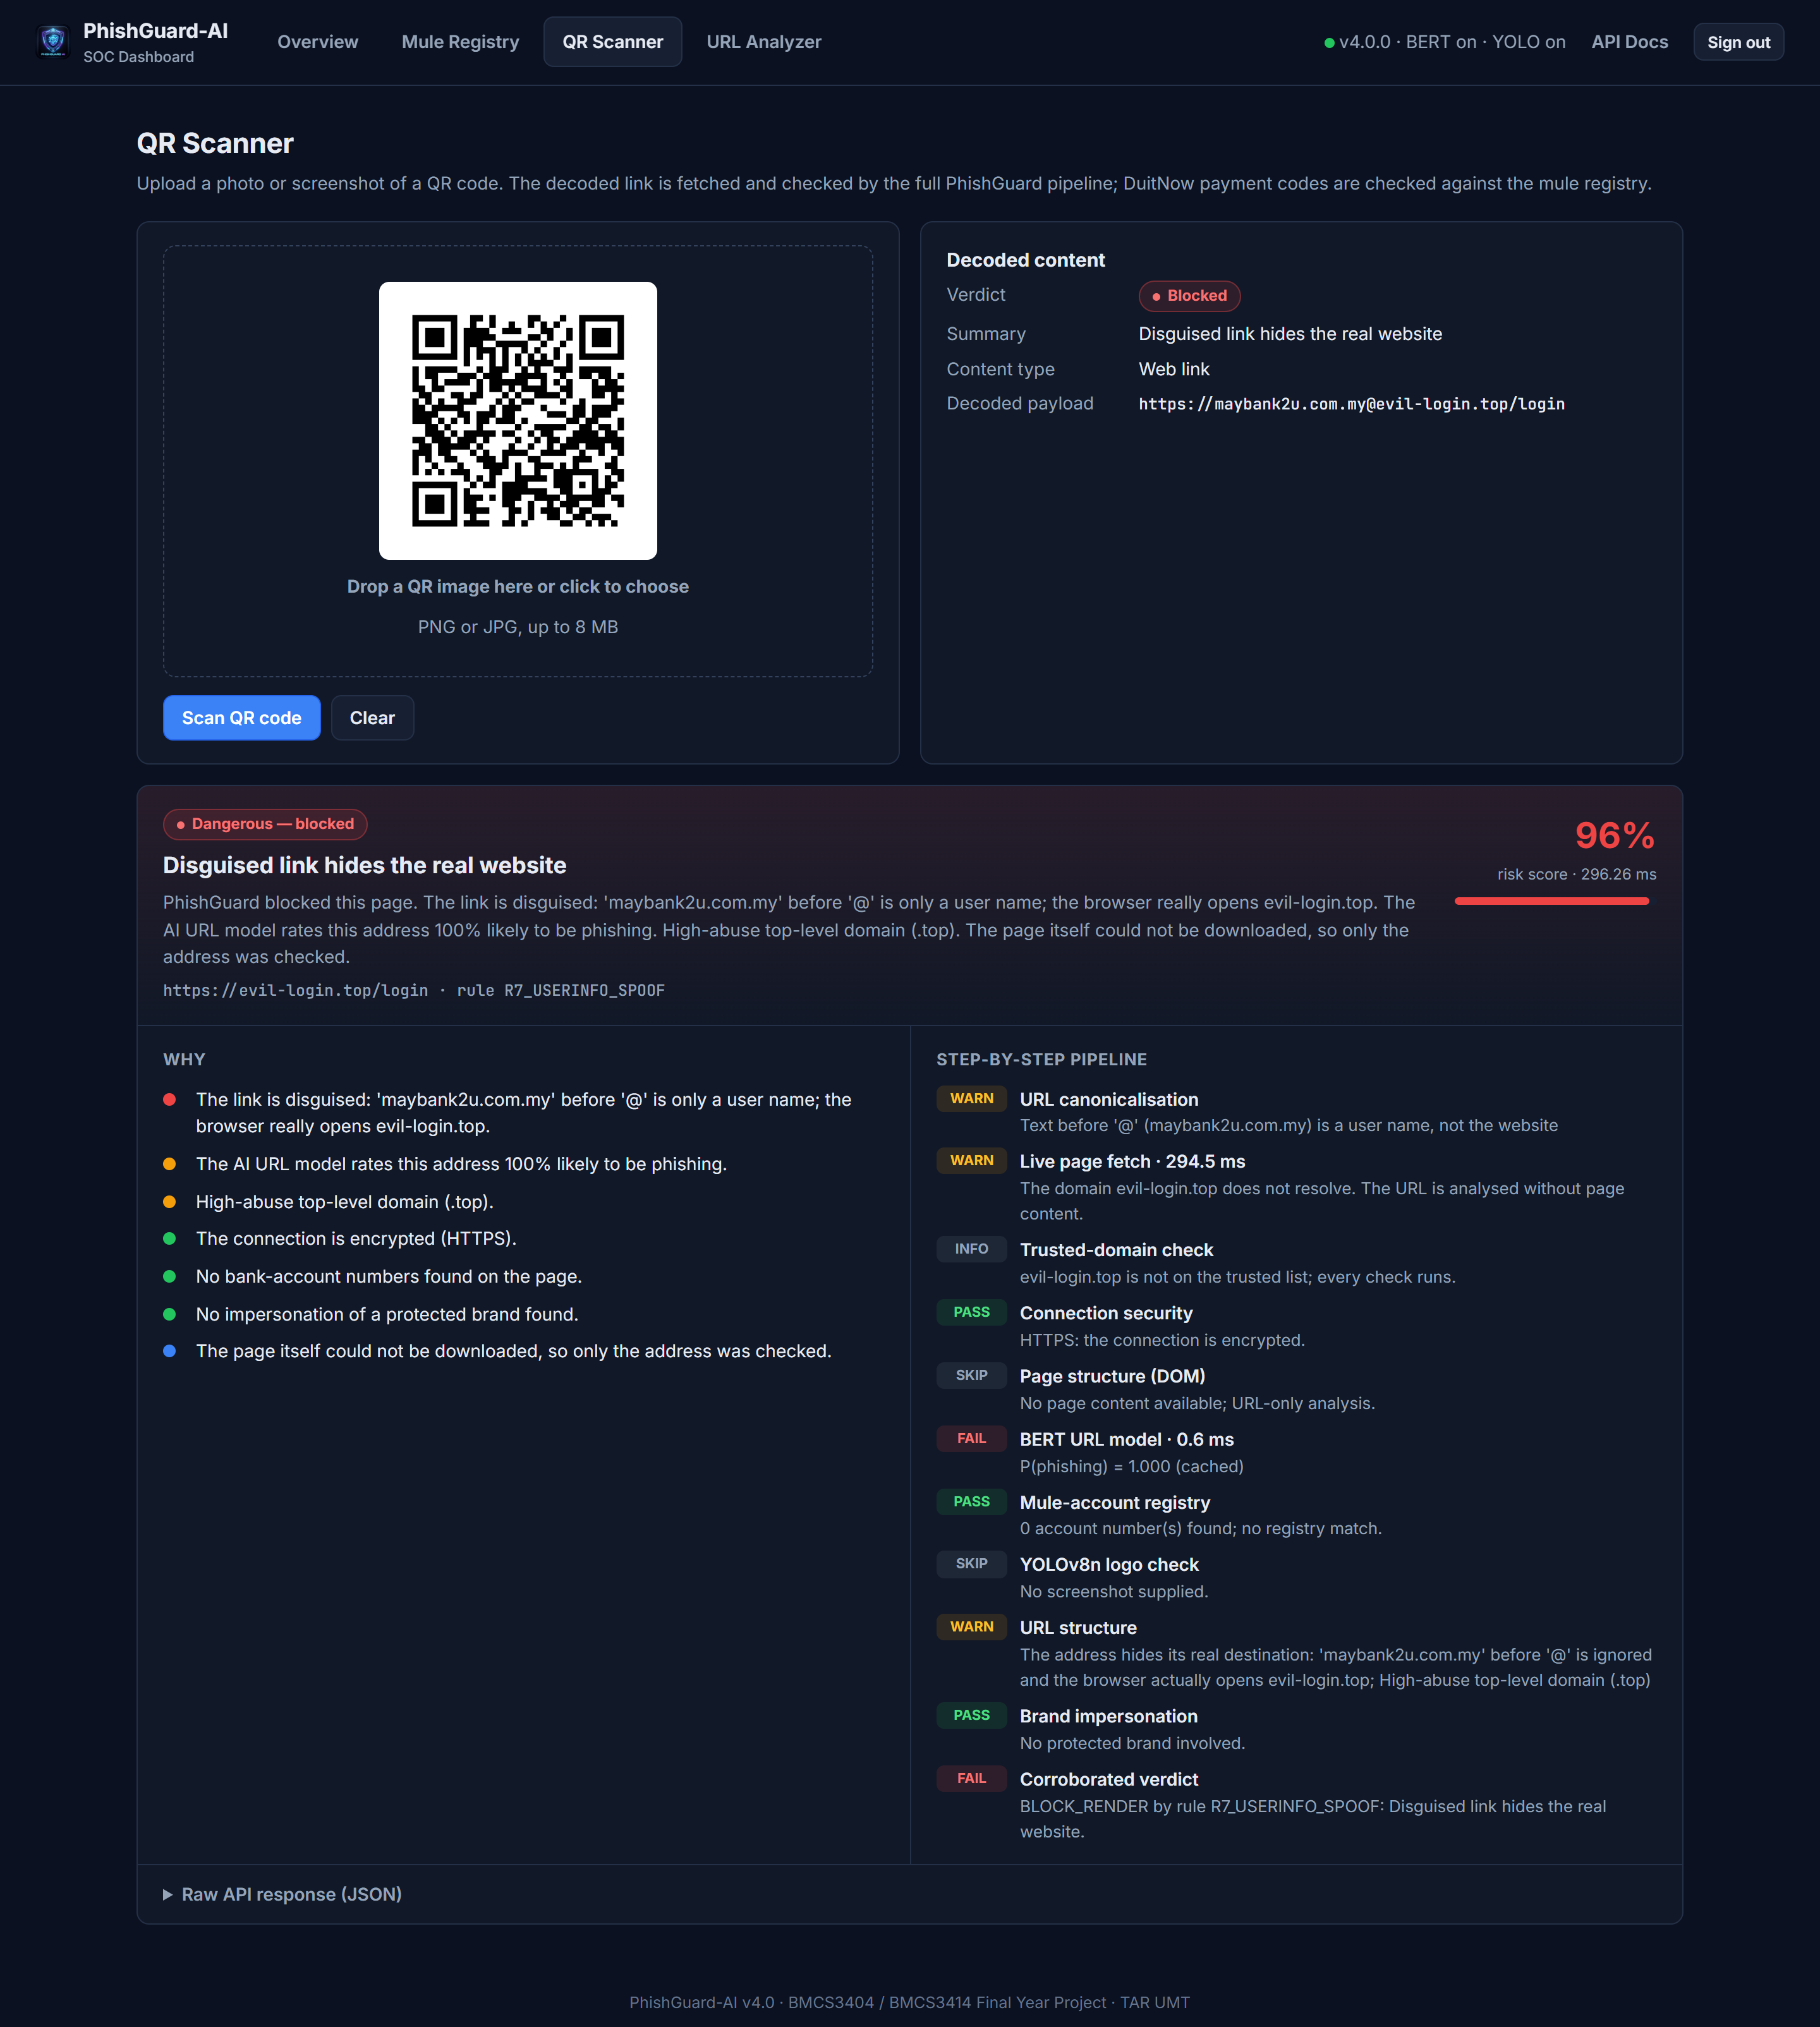 PhishGuard-AI
SOC Dashboard
Overview
Mule Registry
QR Scanner
URL Analyzer
v4.0.0 · BERT on · YOLO on
API Docs
Sign out
QR Scanner
Upload a photo or screenshot of a QR code. The decoded link is fetched and checked by the full PhishGuard pipeline; DuitNow payment codes are checked against the mule registry.
Drop a QR image here or click to choose
PNG or JPG, up to 8 MB
Scan QR code
Clear
Decoded content
Verdict
Blocked
Summary
Disguised link hides the real website
Content type
Web link
Decoded payload
https://maybank2u.com.my@evil-login.top/login
Dangerous — blocked
Disguised link hides the real website
PhishGuard blocked this page. The link is disguised: 'maybank2u.com.my' before '@' is only a user name; the browser really opens evil-login.top. The
AI URL model rates this address 100% likely to be phishing. High-abuse top-level domain (.top). The page itself could not be downloaded, so only the
address was checked.
https://evil-login.top/login · rule R7_USERINFO_SPOOF
96%
risk score · 296.26 ms
WHY
The link is disguised: 'maybank2u.com.my' before '@' is only a user name; the
browser really opens evil-login.top.
The AI URL model rates this address 100% likely to be phishing.
High-abuse top-level domain (.top).
The connection is encrypted (HTTPS).
No bank-account numbers found on the page.
No impersonation of a protected brand found.
The page itself could not be downloaded, so only the address was checked.
STEP-BY-STEP PIPELINE
WARN
URL canonicalisation
Text before '@' (maybank2u.com.my) is a user name, not the website
WARN
Live page fetch · 294.5 ms
The domain evil-login.top does not resolve. The URL is analysed without page
content.
INFO
Trusted-domain check
evil-login.top is not on the trusted list; every check runs.
PASS
Connection security
HTTPS: the connection is encrypted.
SKIP
Page structure (DOM)
No page content available; URL-only analysis.
FAIL
BERT URL model · 0.6 ms
P(phishing) = 1.000 (cached)
PASS
Mule-account registry
0 account number(s) found; no registry match.
SKIP
YOLOv8n logo check
No screenshot supplied.
WARN
URL structure
The address hides its real destination: 'maybank2u.com.my' before '@' is ignored
and the browser actually opens evil-login.top; High-abuse top-level domain (.top)
PASS
Brand impersonation
No protected brand involved.
FAIL
Corroborated verdict
BLOCK_RENDER by rule R7_USERINFO_SPOOF: Disguised link hides the real
website.
Raw API response (JSON)
PhishGuard-AI v4.0 · BMCS3404 / BMCS3414 Final Year Project · TAR UMT